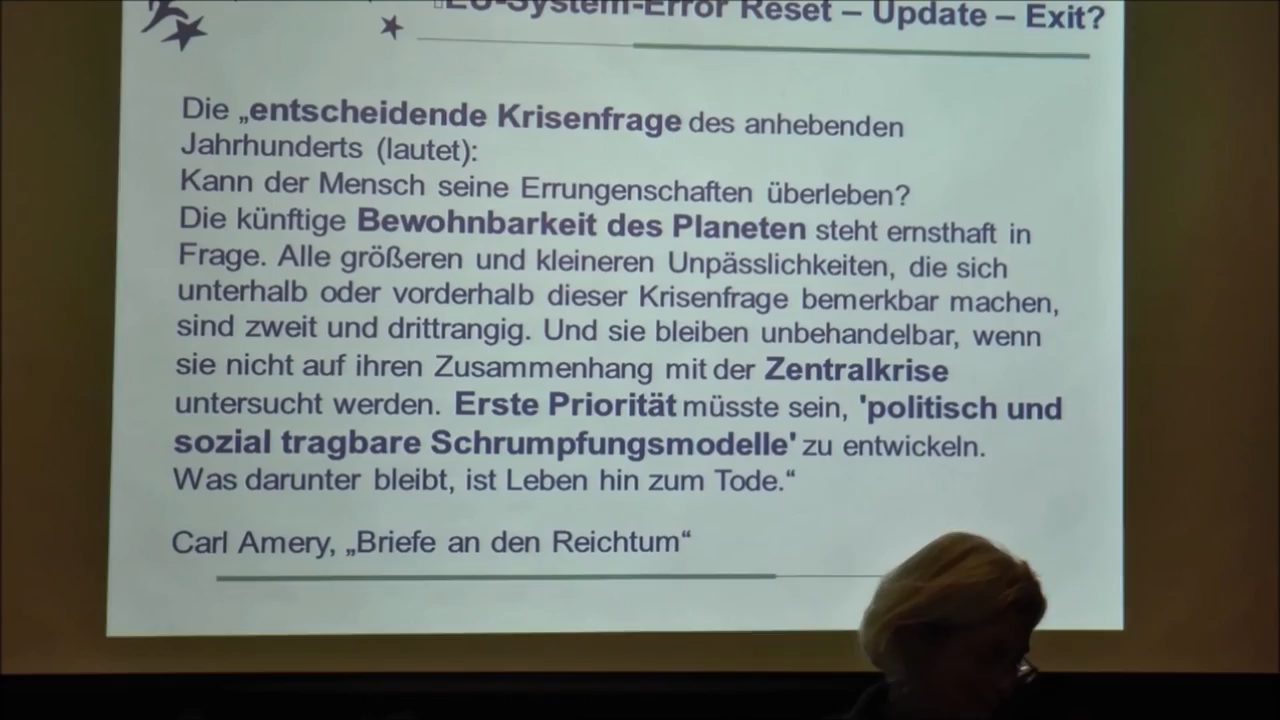 EU-System-Error Reset – Update – Exit?
Die „entscheidende Krisenfrage des anhebenden
Jahrhunderts (lautet):
Kann der Mensch seine Errungenschaften überleben?
Die künftige Bewohnbarkeit des Planeten steht ernsthaft in
Frage. Alle größeren und kleineren Unpässlichkeiten, die sich
unterhalb oder vorderhalb dieser Krisenfrage bemerkbar machen,
sind zweit und drittrangig. Und sie bleiben unbehandelbar, wenn
sie nicht auf ihren Zusammenhang mit der Zentralkrise
untersucht werden. Erste Priorität müsste sein, 'politisch und
sozial tragbare Schrumpfungsmodelle' zu entwickeln.
Was darunter bleibt, ist Leben hin zum Tode.“
Carl Amery, „Briefe an den Reichtum“